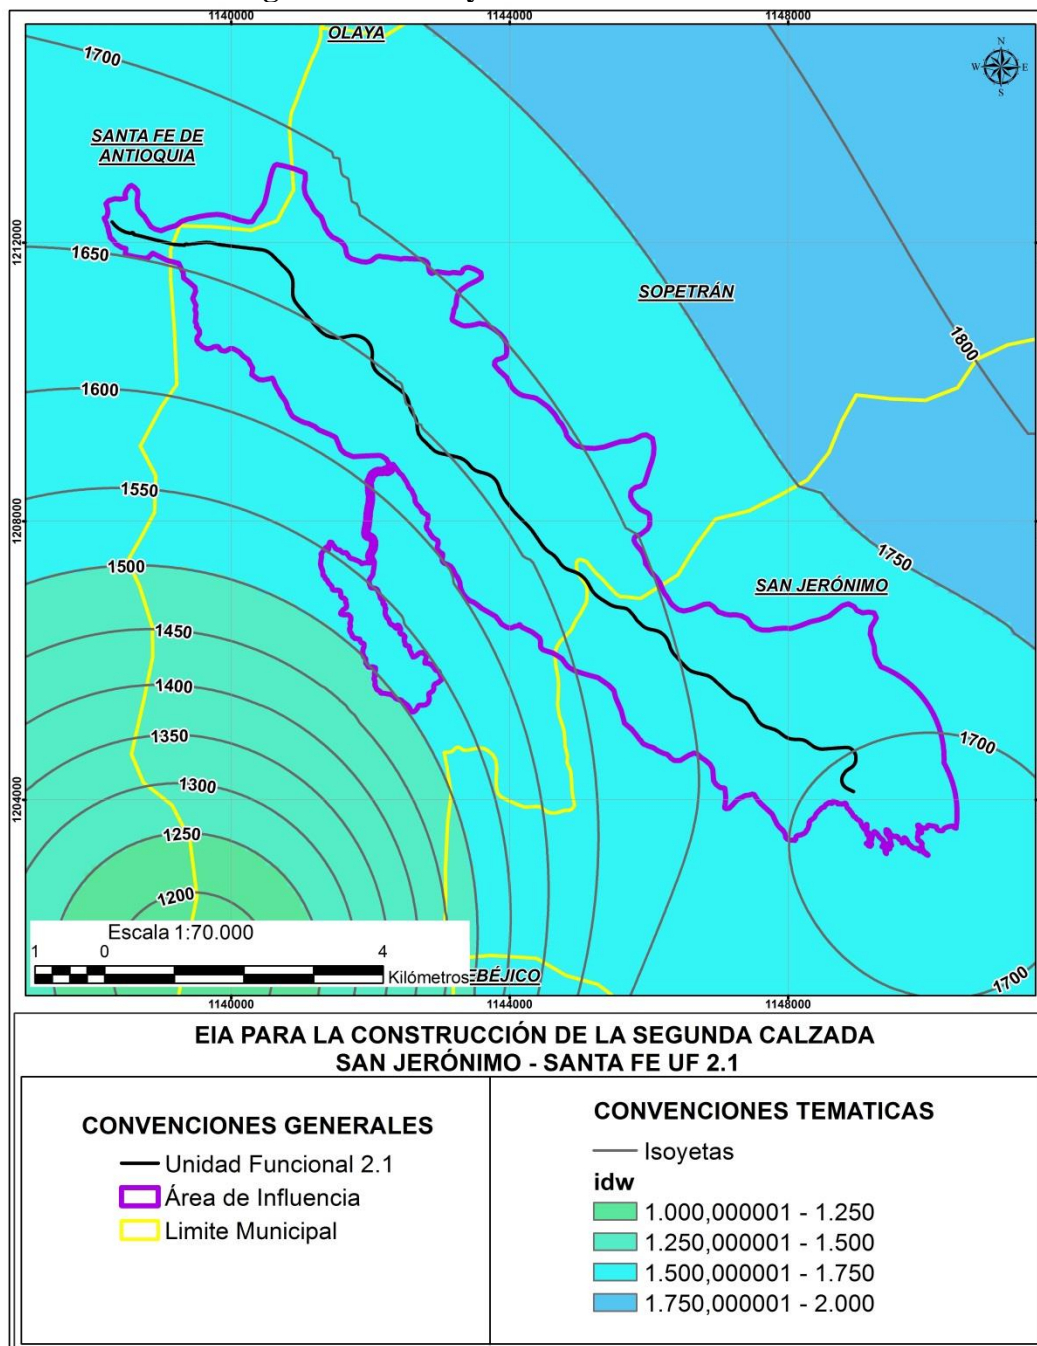 1140000
1144000
1148000
OLAYA
1700
N
W
E
S
SANTA FE DE
ANTIOQUIA
1212000
1212000
1650
SOPETRÁN
1800
1600
1550
1208000
1208000
1750
1500
SAN JERÓNIMO
1450
1400
1350
1700
1300
1204000
1204000
1250
1200
Escala 1:70.000
1 0 4
Kilómetros
EBÉJICO
1700
1140000
1144000
1148000
EIA PARA LA CONSTRUCCIÓN DE LA SEGUNDA CALZADA
SAN JERÓNIMO - SANTA FE UF 2.1
CONVENCIONES GENERALES
Unidad Funcional 2.1
Área de Influencia
Limite Municipal
CONVENCIONES TEMATICAS
Isoyetas
idw
1.000,000001 - 1.250
1.250,000001 - 1.500
1.500,000001 - 1.750
1.750,000001 - 2.000